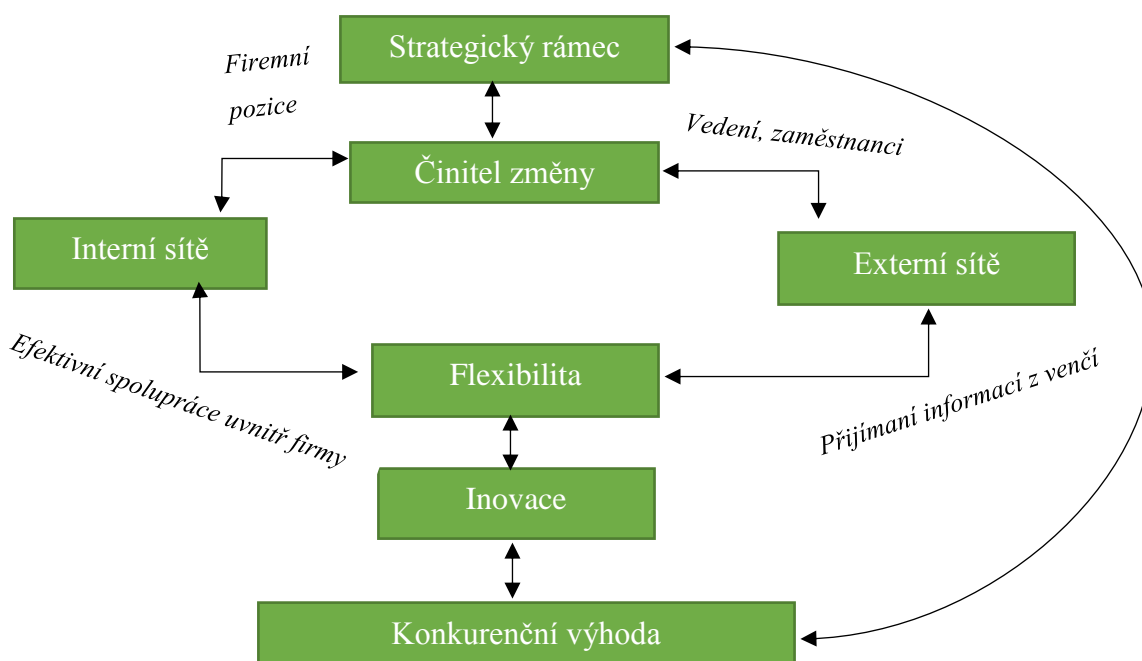 Strategický rámec
Firemní
pozice
Vedení, zaměstnanci
Činitel změny
Interní sítě
Externí sítě
Efektivní spolupráce uvnitř firmy
Flexibilita
Přijímaní informací z venčí
Inovace
Konkurenční výhoda